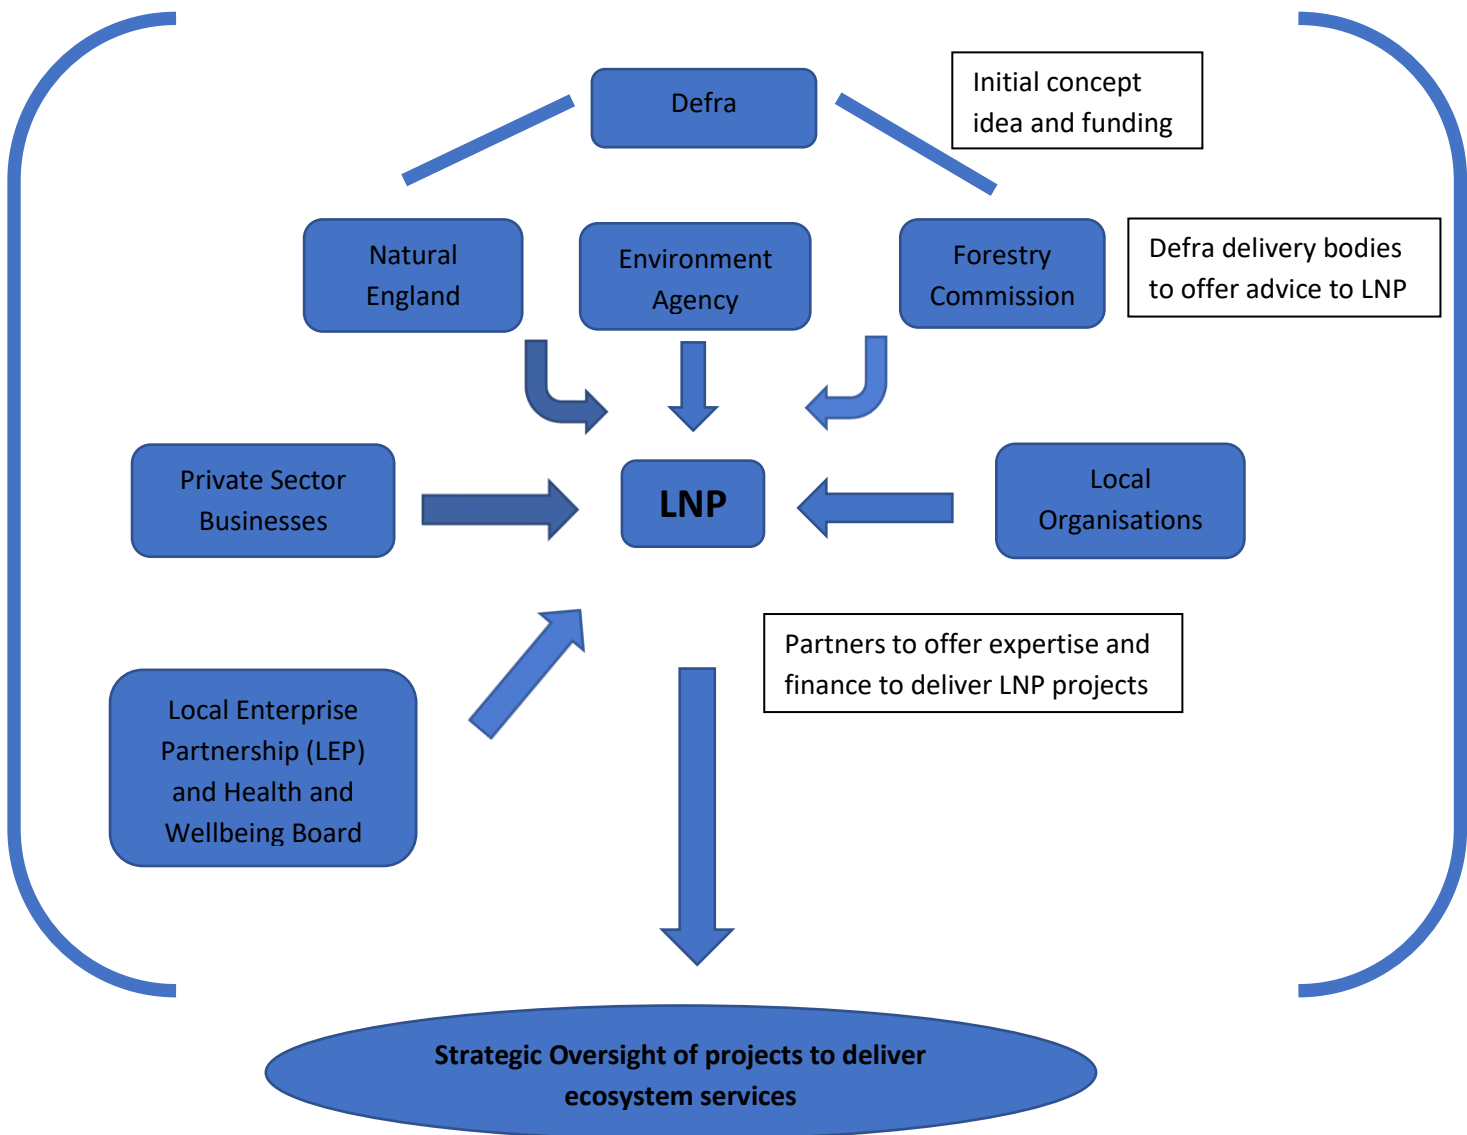 Defra
Initial concept
idea and funding
Natural
England
Environment
Agency
Forestry
Commission
Defra delivery bodies
to offer advice to LNP
Private Sector
Businesses
LNP
Local
Organisations
Partners to offer expertise and
finance to deliver LNP projects
Local Enterprise
Partnership (LEP)
and Health and
Wellbeing Board
Strategic Oversight of projects to deliver
ecosystem services